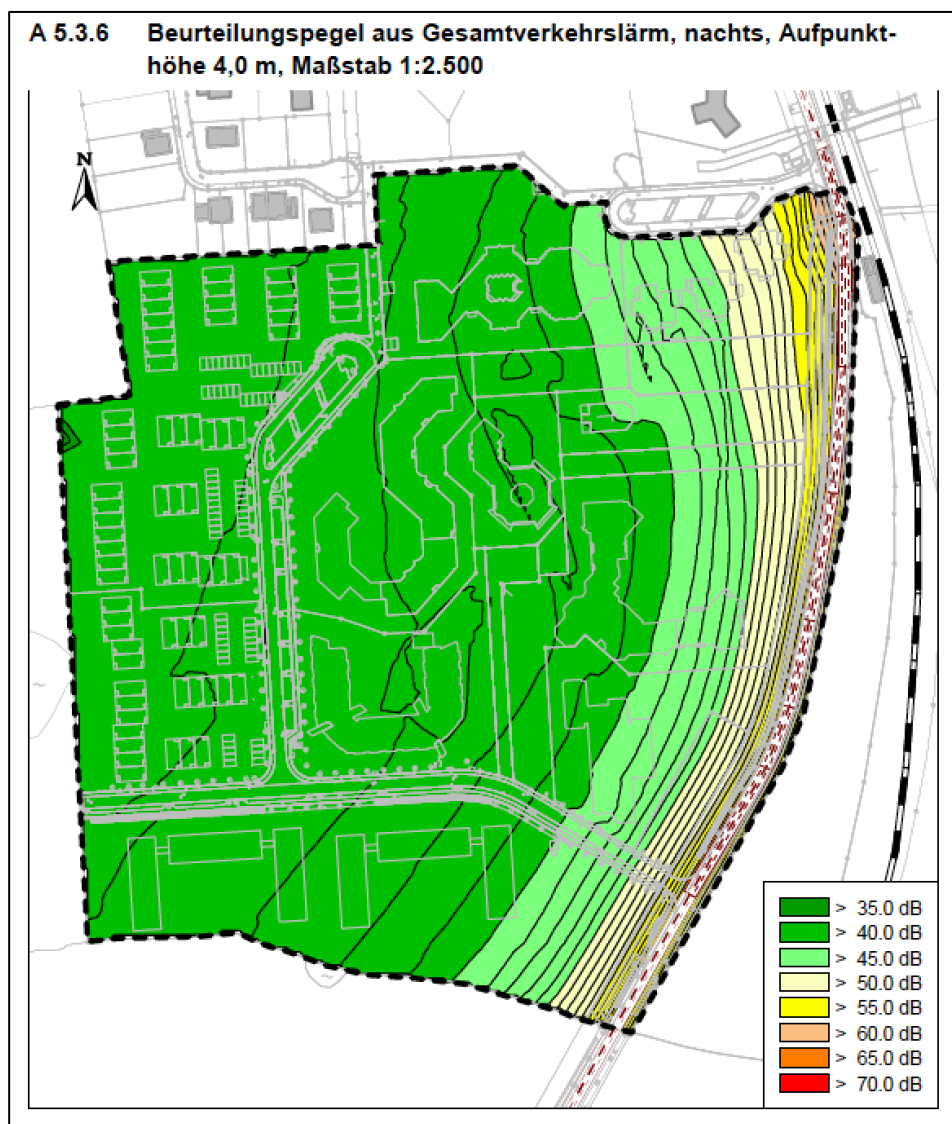 A 5.3.6 Beurteilungspegel aus Gesamtverkehrslärm, nachts, Aufpunkt-
höhe 4,0 m, Maßstab 1:2.500
N
> 35.0 dB
> 40.0 dB
> 45.0 dB
> 50.0 dB
> 55.0 dB
> 60.0 dB
> 65.0 dB
> 70.0 dB